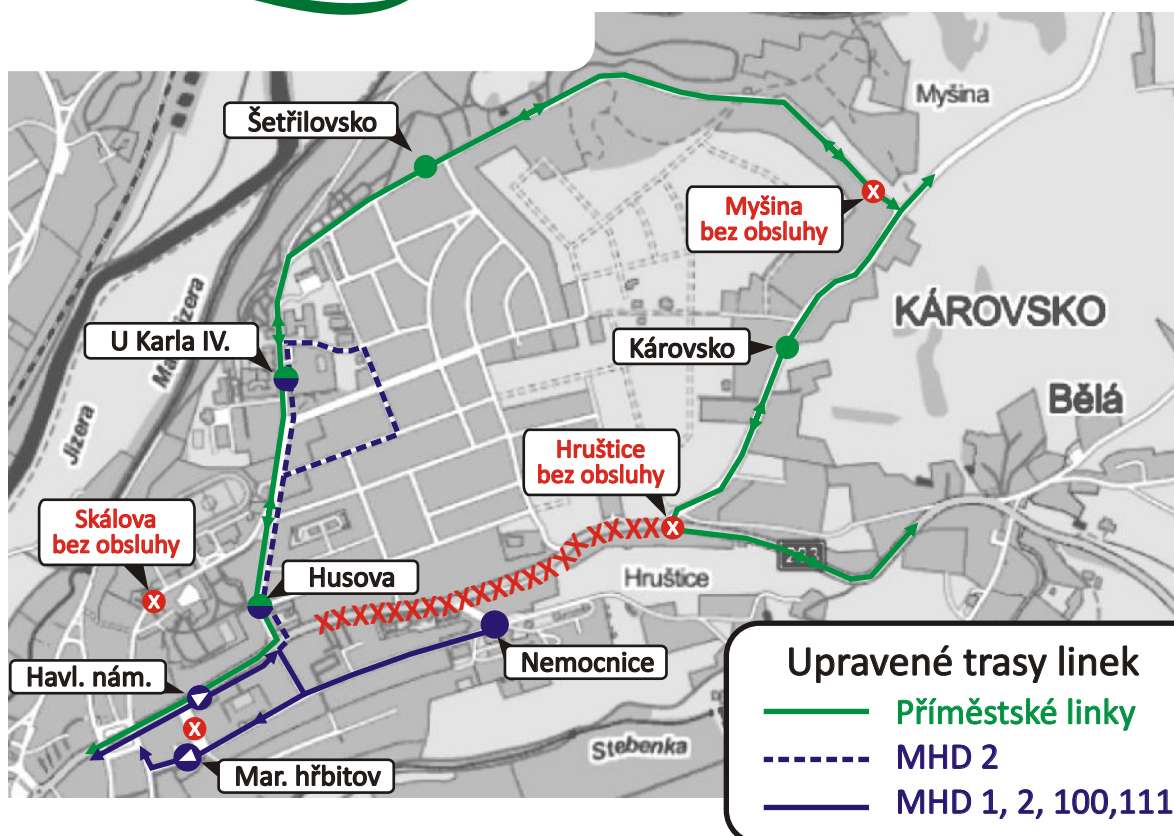 Myšina
Šetřilovsko
Myšina
bez obsluhy
KÁROVSKO
U Karla IV.
Károvsko
Bělá
Jizera
Hruštice
bez obsluhy
Skálova
bez obsluhy
Husova
Hruštice
Nemocnice
Havl. nám.
Mar. hřbitov
Stebenka
Upravené trasy linek
Příměstské linky
MHD 2
MHD 1, 2, 100,111